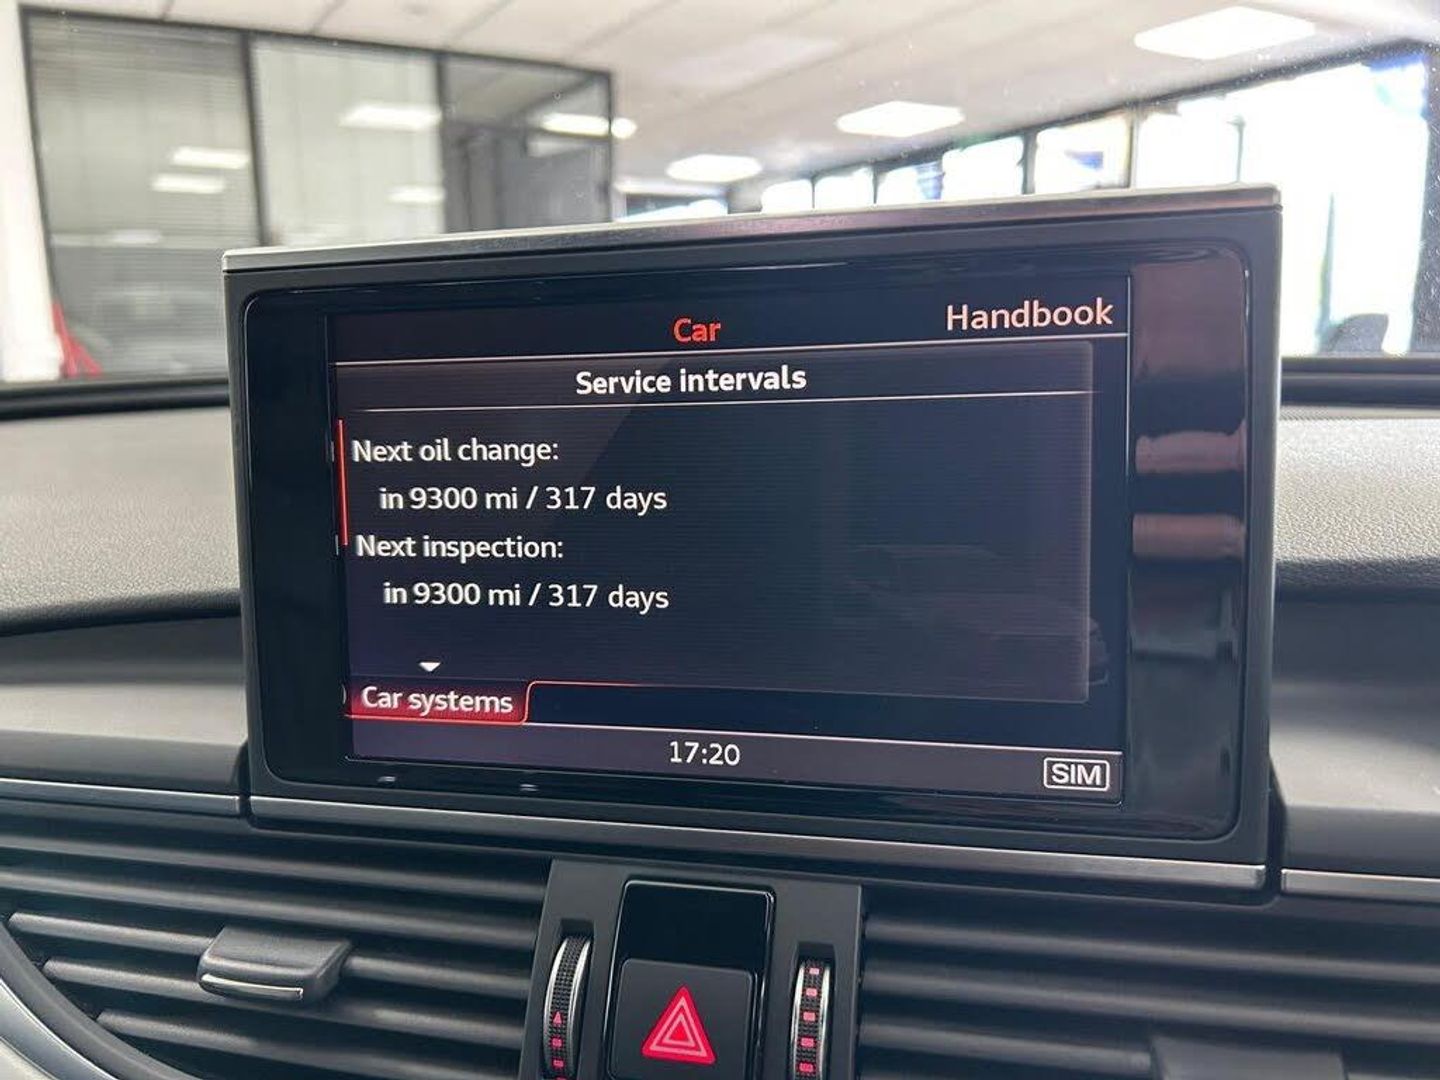 Car
Handbook
Service intervals
Next oil change:
in 9300 mi / 317 days
Next inspection:
in 9300 mi / 317 days
Car systems
17:20
SIM